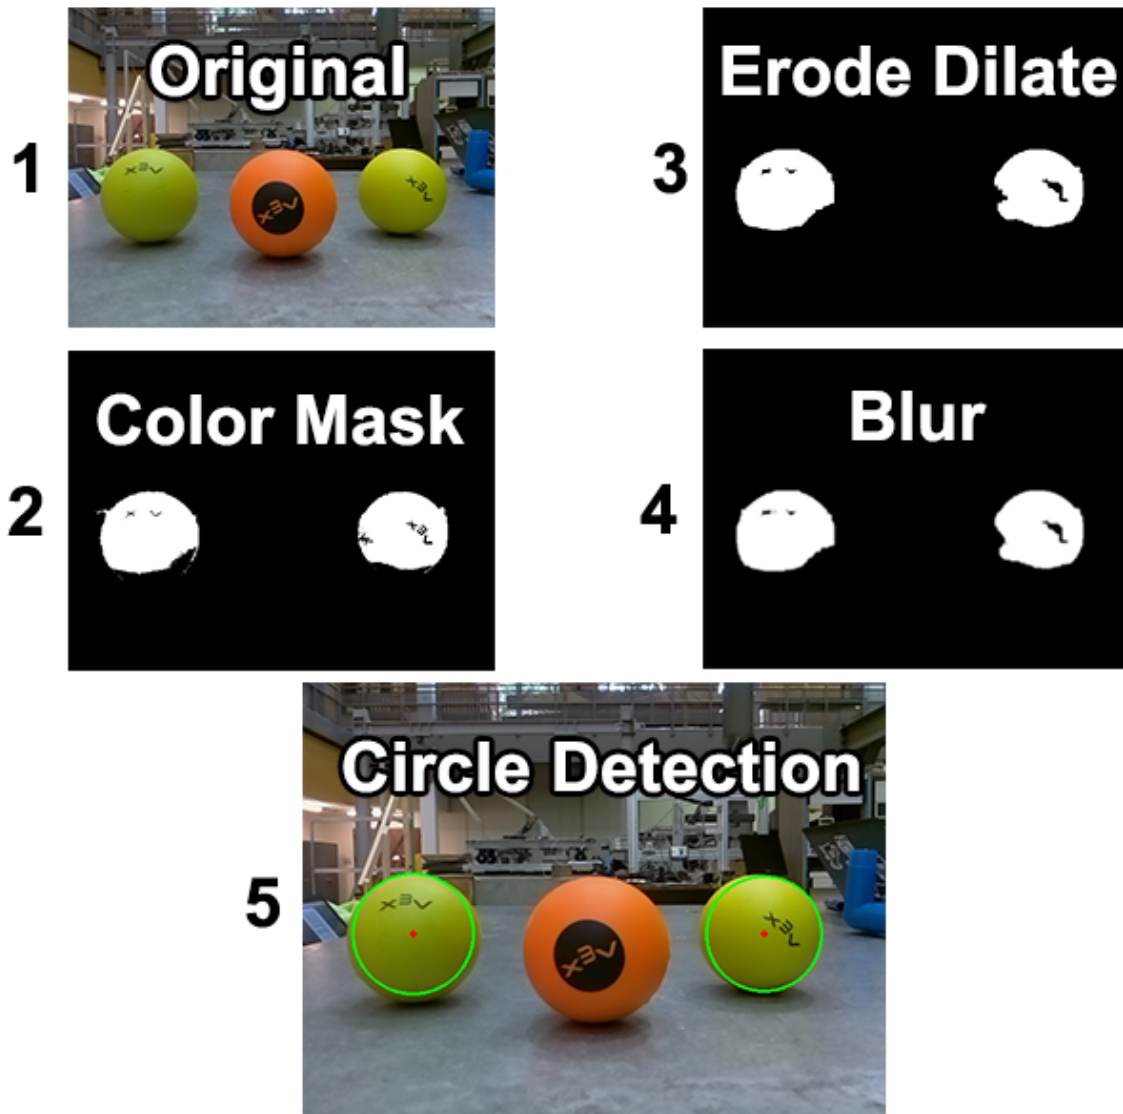 1
Original
2
Color Mask
3
Erode Dilate
4
Blur
5
Circle Detection